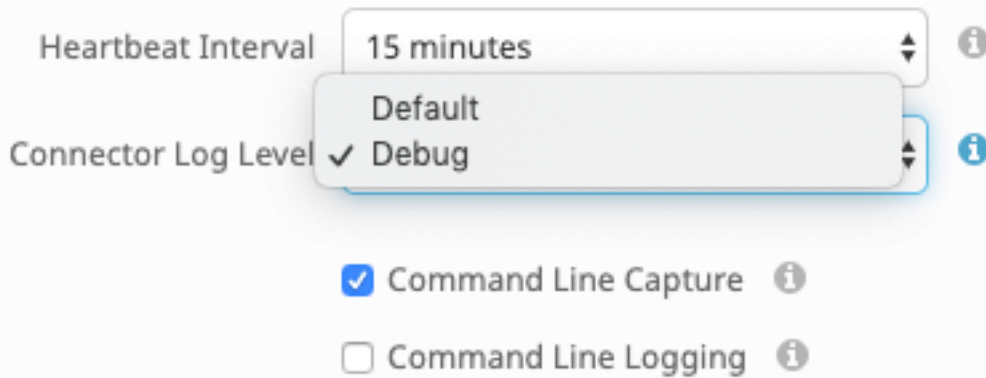 Heartbeat Interval 15 minutes
Default
Connector Log Level ✓ Debug
Command Line Capture
Command Line Logging